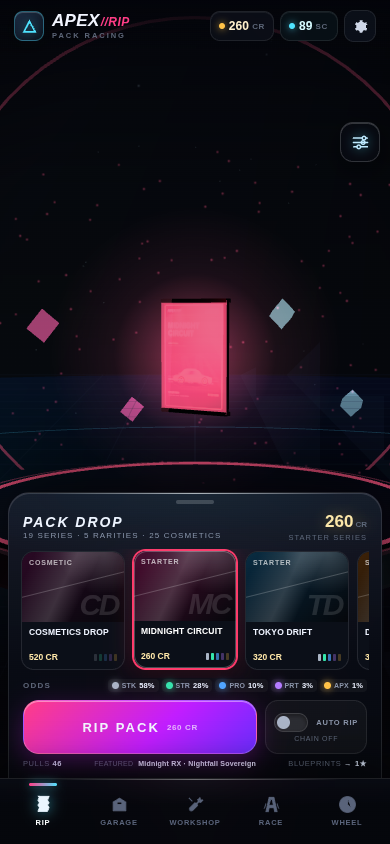 APEX//RIP
PACK RACING
260 CR
89 SC
PACK DROP
260 CR
19 SERIES · 5 RARITIES · 25 COSMETICS
STARTER SERIES
COSMETIC
CD
COSMETICS DROP
520 CR
STARTER
MC
MIDNIGHT CIRCUIT
260 CR
STARTER
TD
TOKYO DRIFT
320 CR
S
D
3
ODDS
STK 58%
STR 28%
PRO 10%
PRT 3%
APX 1%
RIP PACK 260 CR
AUTO RIP
CHAIN OFF
PULLS 46
FEATURED Midnight RX · Nightfall Sovereign
BLUEPRINTS → 1★
RIP
GARAGE
WORKSHOP
RACE
WHEEL